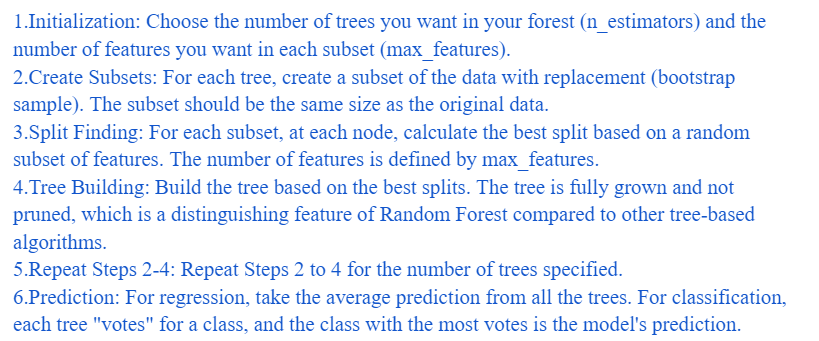 1.Initialization: Choose the number of trees you want in your forest (n_estimators) and the
number of features you want in each subset (max_features).
2.Create Subsets: For each tree, create a subset of the data with replacement (bootstrap
sample). The subset should be the same size as the original data.
3.Split Finding: For each subset, at each node, calculate the best split based on a random
subset of features. The number of features is defined by max_features.
4.Tree Building: Build the tree based on the best splits. The tree is fully grown and not
pruned, which is a distinguishing feature of Random Forest compared to other tree-based
algorithms.
5.Repeat Steps 2-4: Repeat Steps 2 to 4 for the number of trees specified.
6.Prediction: For regression, take the average prediction from all the trees. For classification,
each tree "votes" for a class, and the class with the most votes is the model's prediction.